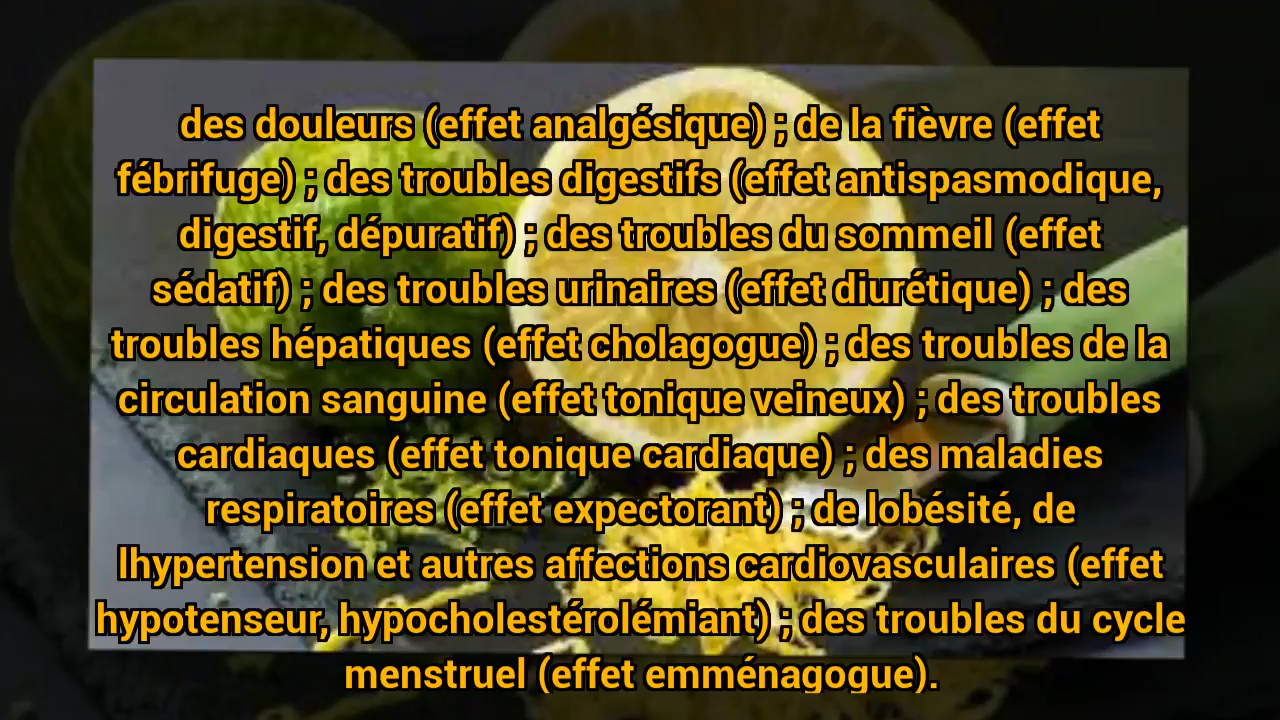 des douleurs (effet analgésique) ; de la fièvre (effet
fébrifuge) ; des troubles digestifs (effet antispasmodique,
digestif, dépuratif) ; des troubles du sommeil (effet
sédatif) ; des troubles urinaires (effet diurétique) ; des
troubles hépatiques (effet cholagogue) ; des troubles de la
circulation sanguine (effet tonique veineux) ; des troubles
cardiaques (effet tonique cardiaque) ; des maladies
respiratoires (effet expectorant) ; de lobésité, de
lhypertension et autres affections cardiovasculaires (effet
hypotenseur, hypocholestérolémiant) ; des troubles du cycle
menstruel (effet emménagogue).